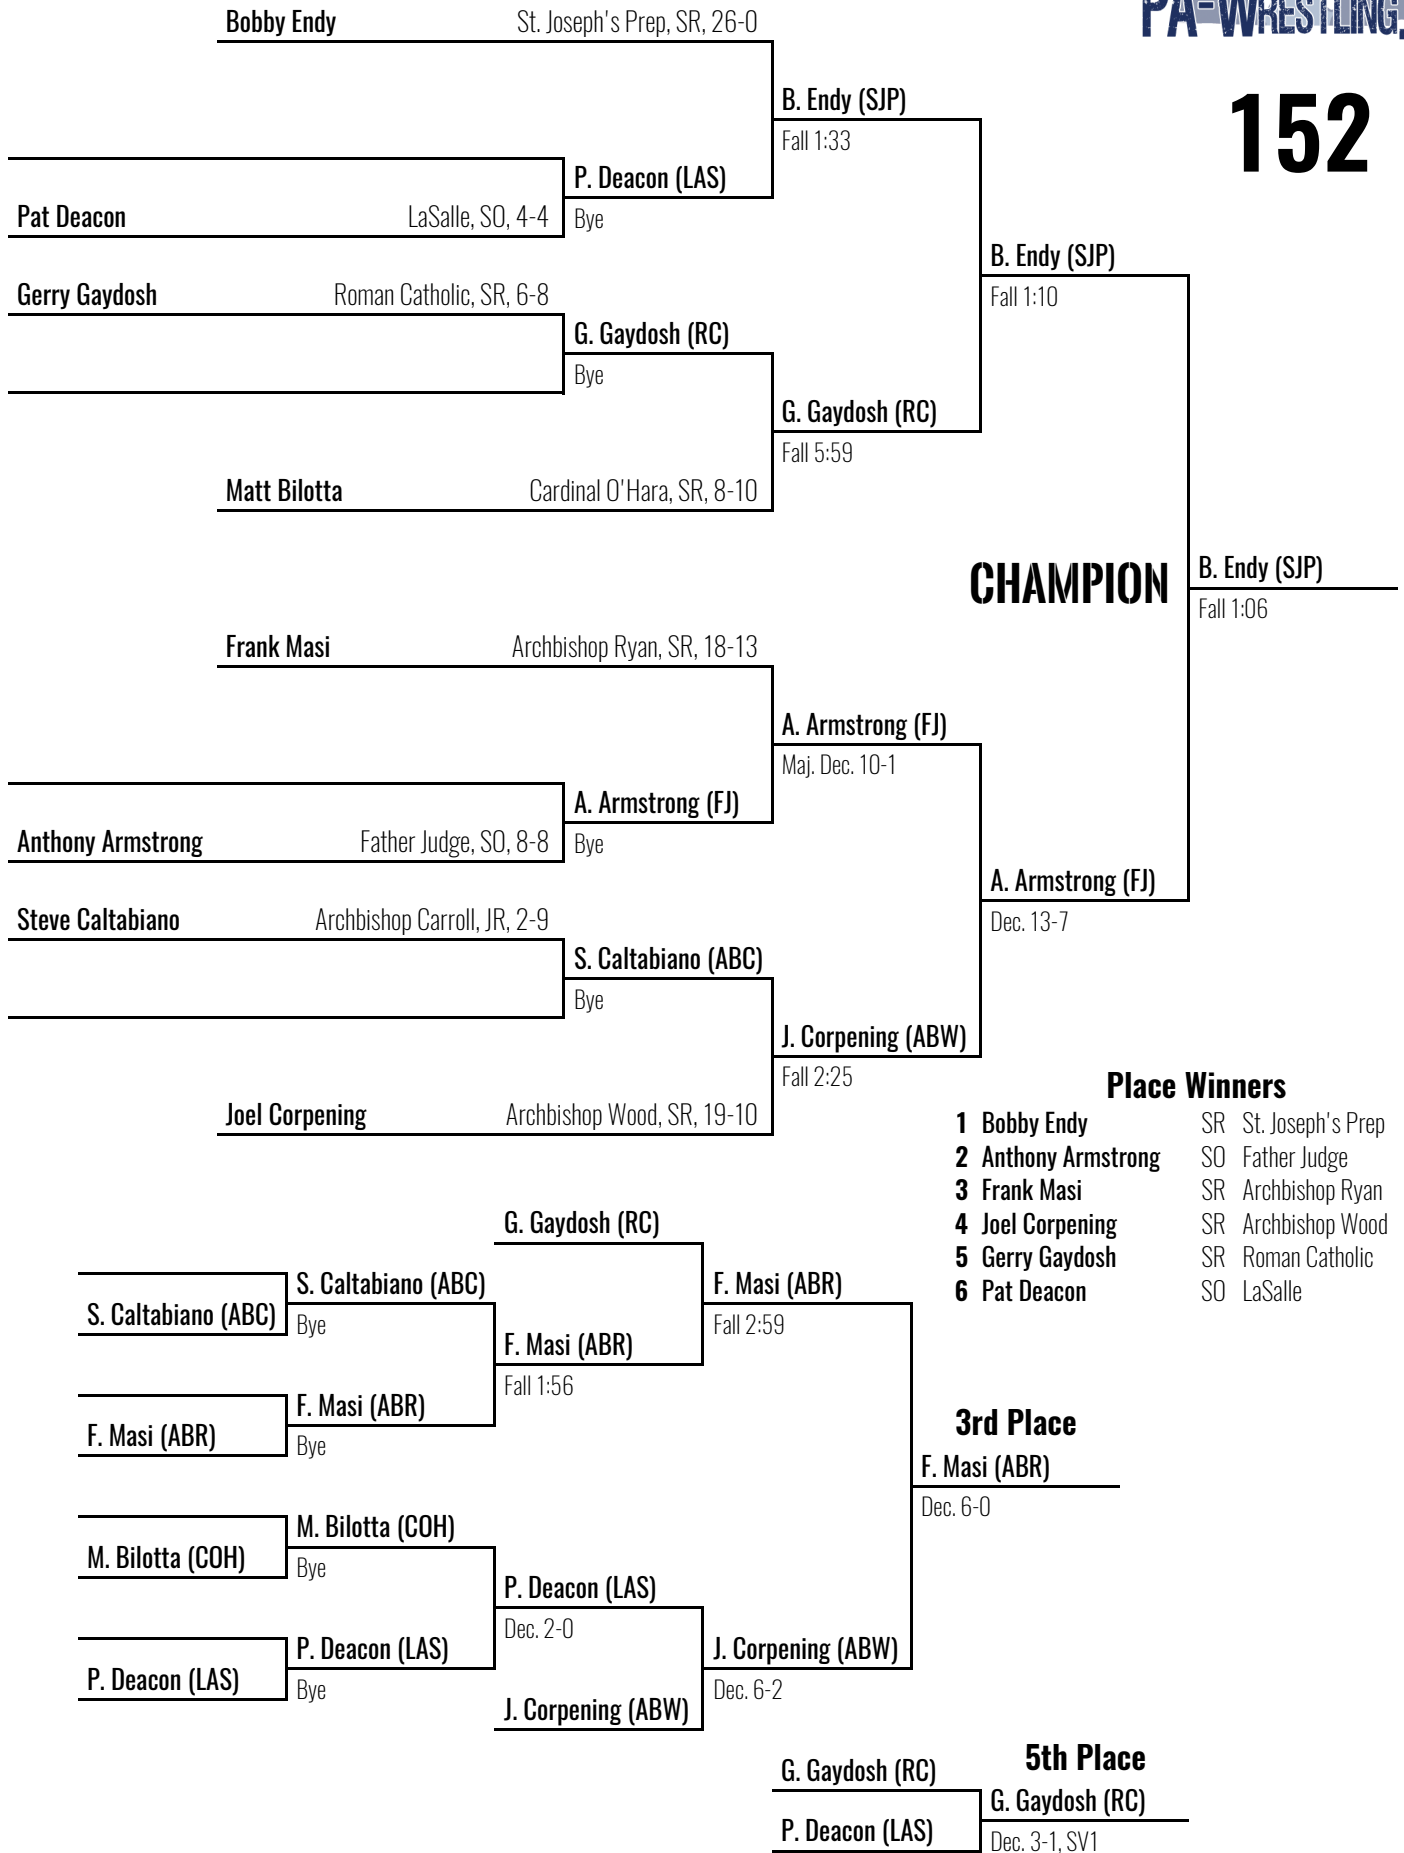 PA-WRESTLING.
152
Bobby Endy St. Joseph's Prep, SR, 26-0
B. Endy (SJP)
Fall 1:33
P. Deacon (LAS)
Pat Deacon LaSalle, SO, 4-4
Bye
B. Endy (SJP)
Fall 1:10
Gerry Gaydosh Roman Catholic, SR, 6-8
G. Gaydosh (RC)
Bye
G. Gaydosh (RC)
Fall 5:59
Matt Bilotta Cardinal O'Hara, SR, 8-10
CHAMPION
B. Endy (SJP)
Fall 1:06
Frank Masi Archbishop Ryan, SR, 18-13
A. Armstrong (FJ)
Maj. Dec. 10-1
A. Armstrong (FJ)
Anthony Armstrong Father Judge, SO, 8-8
Bye
A. Armstrong (FJ)
Dec. 13-7
Steve Caltabiano Archbishop Carroll, JR, 2-9
S. Caltabiano (ABC)
Bye
J. Corpening (ABW)
Fall 2:25
Joel Corpening Archbishop Wood, SR, 19-10
Place Winners
1 Bobby Endy SR St. Joseph's Prep
2 Anthony Armstrong SO Father Judge
3 Frank Masi SR Archbishop Ryan
4 Joel Corpening SR Archbishop Wood
5 Gerry Gaydosh SR Roman Catholic
6 Pat Deacon SO LaSalle
G. Gaydosh (RC)
S. Caltabiano (ABC)
S. Caltabiano (ABC)
Bye
F. Masi (ABR)
Fall 2:59
F. Masi (ABR)
Fall 1:56
F. Masi (ABR)
F. Masi (ABR)
Bye
3rd Place
F. Masi (ABR)
Dec. 6-0
M. Bilotta (COH)
M. Bilotta (COH)
Bye
P. Deacon (LAS)
Dec. 2-0
P. Deacon (LAS)
P. Deacon (LAS)
Bye
J. Corpening (ABW)
Dec. 6-2
J. Corpening (ABW)
5th Place
G. Gaydosh (RC)
G. Gaydosh (RC)
P. Deacon (LAS)
Dec. 3-1, SV1